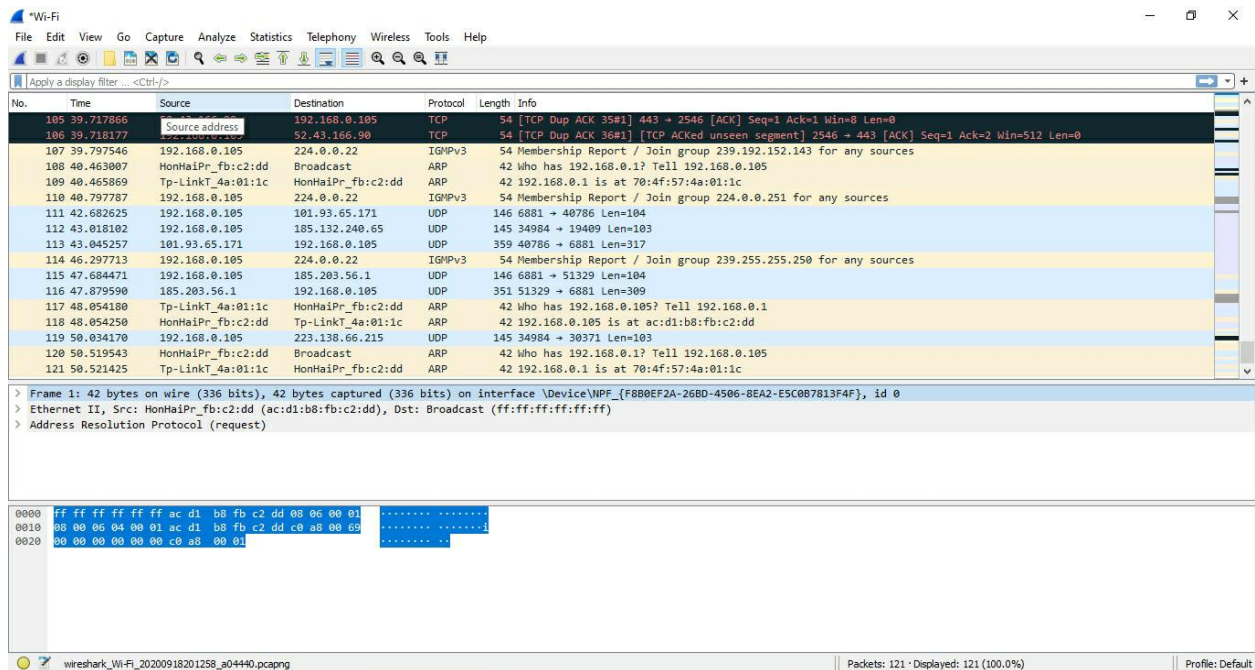 *Wi-Fi
File Edit View Go Capture Analyze Statistics Telephony Wireless Tools Help
Apply a display filter ... <Ctrl-/>
No. Time Source Destination Protocol Length Info
105 39.717866 192.168.0.105 TCP 54 [TCP Dup ACK 35#1] 443 → 2546 [ACK] Seq=1 Ack=1 Win=8 Len=0
Source address
106 39.718177 52.43.166.90 TCP 54 [TCP Dup ACK 36#1] [TCP ACKed unseen segment] 2546 → 443 [ACK] Seq=1 Ack=2 Win=512 Len=0
107 39.797546 192.168.0.105 224.0.0.22 IGMPv3 54 Membership Report / Join group 239.192.152.143 for any sources
108 40.463007 HonHaiPr_fb:c2:dd Broadcast ARP 42 Who has 192.168.0.1? Tell 192.168.0.105
109 40.465869 Tp-LinkT_4a:01:1c HonHaiPr_fb:c2:dd ARP 42 192.168.0.1 is at 70:4f:57:4a:01:1c
110 40.797787 192.168.0.105 224.0.0.22 IGMPv3 54 Membership Report / Join group 224.0.0.251 for any sources
111 42.682625 192.168.0.105 101.93.65.171 UDP 146 6881 → 40786 Len=104
112 43.018102 192.168.0.105 185.132.240.65 UDP 145 34984 → 19409 Len=103
113 43.045257 101.93.65.171 192.168.0.105 UDP 359 40786 → 6881 Len=317
114 46.297713 192.168.0.105 224.0.0.22 IGMPv3 54 Membership Report / Join group 239.255.255.250 for any sources
115 47.684471 192.168.0.105 185.203.56.1 UDP 146 6881 → 51329 Len=104
116 47.879590 185.203.56.1 192.168.0.105 UDP 351 51329 → 6881 Len=309
117 48.054180 Tp-LinkT_4a:01:1c HonHaiPr_fb:c2:dd ARP 42 Who has 192.168.0.105? Tell 192.168.0.1
118 48.054250 HonHaiPr_fb:c2:dd Tp-LinkT_4a:01:1c ARP 42 192.168.0.105 is at ac:d1:b8:fb:c2:dd
119 50.034170 192.168.0.105 223.138.66.215 UDP 145 34984 → 30371 Len=103
120 50.519543 HonHaiPr_fb:c2:dd Broadcast ARP 42 Who has 192.168.0.1? Tell 192.168.0.105
121 50.521425 Tp-LinkT_4a:01:1c HonHaiPr_fb:c2:dd ARP 42 192.168.0.1 is at 70:4f:57:4a:01:1c
> Frame 1: 42 bytes on wire (336 bits), 42 bytes captured (336 bits) on interface \Device\NPF_{F8B0EF2A-26BD-4506-8EA2-E5C0B7813F4F}, id 0
> Ethernet II, Src: HonHaiPr_fb:c2:dd (ac:d1:b8:fb:c2:dd), Dst: Broadcast (ff:ff:ff:ff:ff:ff)
> Address Resolution Protocol (request)
0000 ff ff ff ff ff ff ac d1 b8 fb c2 dd 08 06 00 01 ········ ········
0010 08 00 06 04 00 01 ac d1 b8 fb c2 dd c0 a8 00 69 ········ ·······i
0020 00 00 00 00 00 00 c0 a8 00 01 ········ ··
wireshark_Wi-Fi_20200918201258_a04440.pcapng Packets: 121 · Displayed: 121 (100.0%) Profile: Default